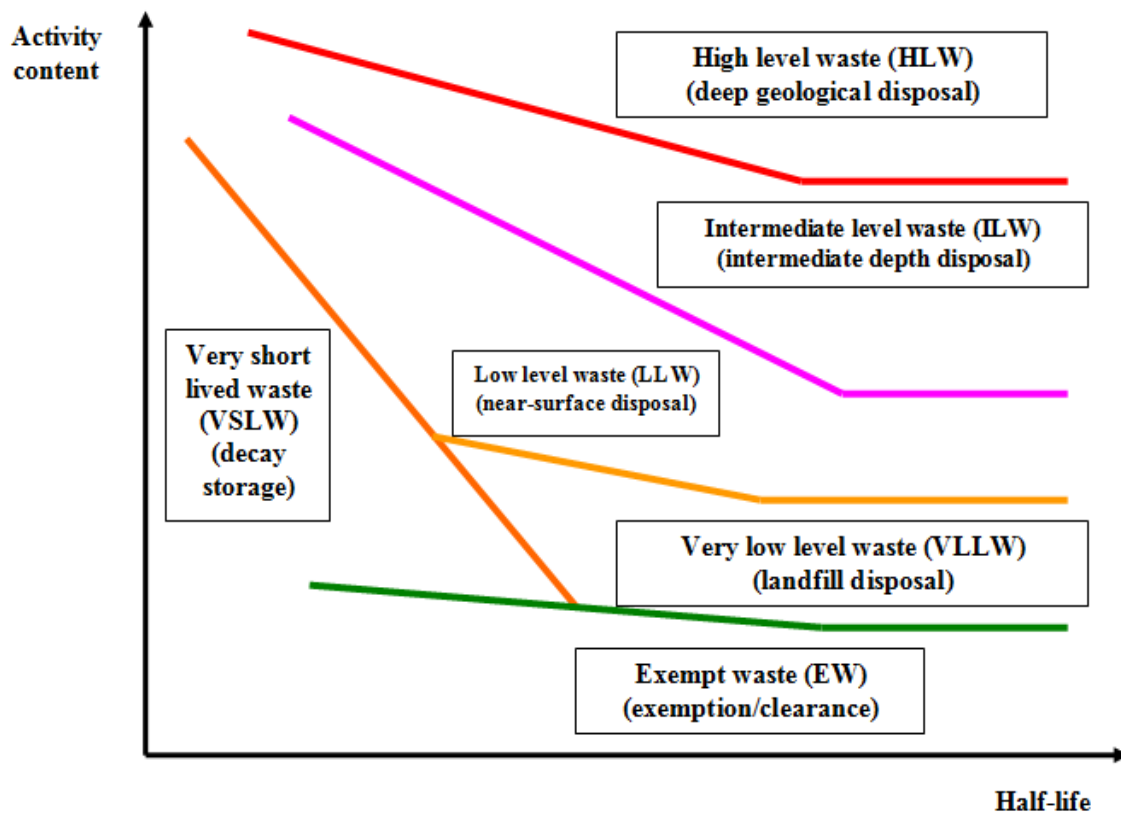 Activity
content
High level waste (HLW)
(deep geological disposal)
Intermediate level waste (ILW)
(intermediate depth disposal)
Very short
lived waste
(VSLW)
(decay
storage)
Low level waste (LLW)
(near-surface disposal)
Very low level waste (VLLW)
(landfill disposal)
Exempt waste (EW)
(exemption/clearance)
Half-life